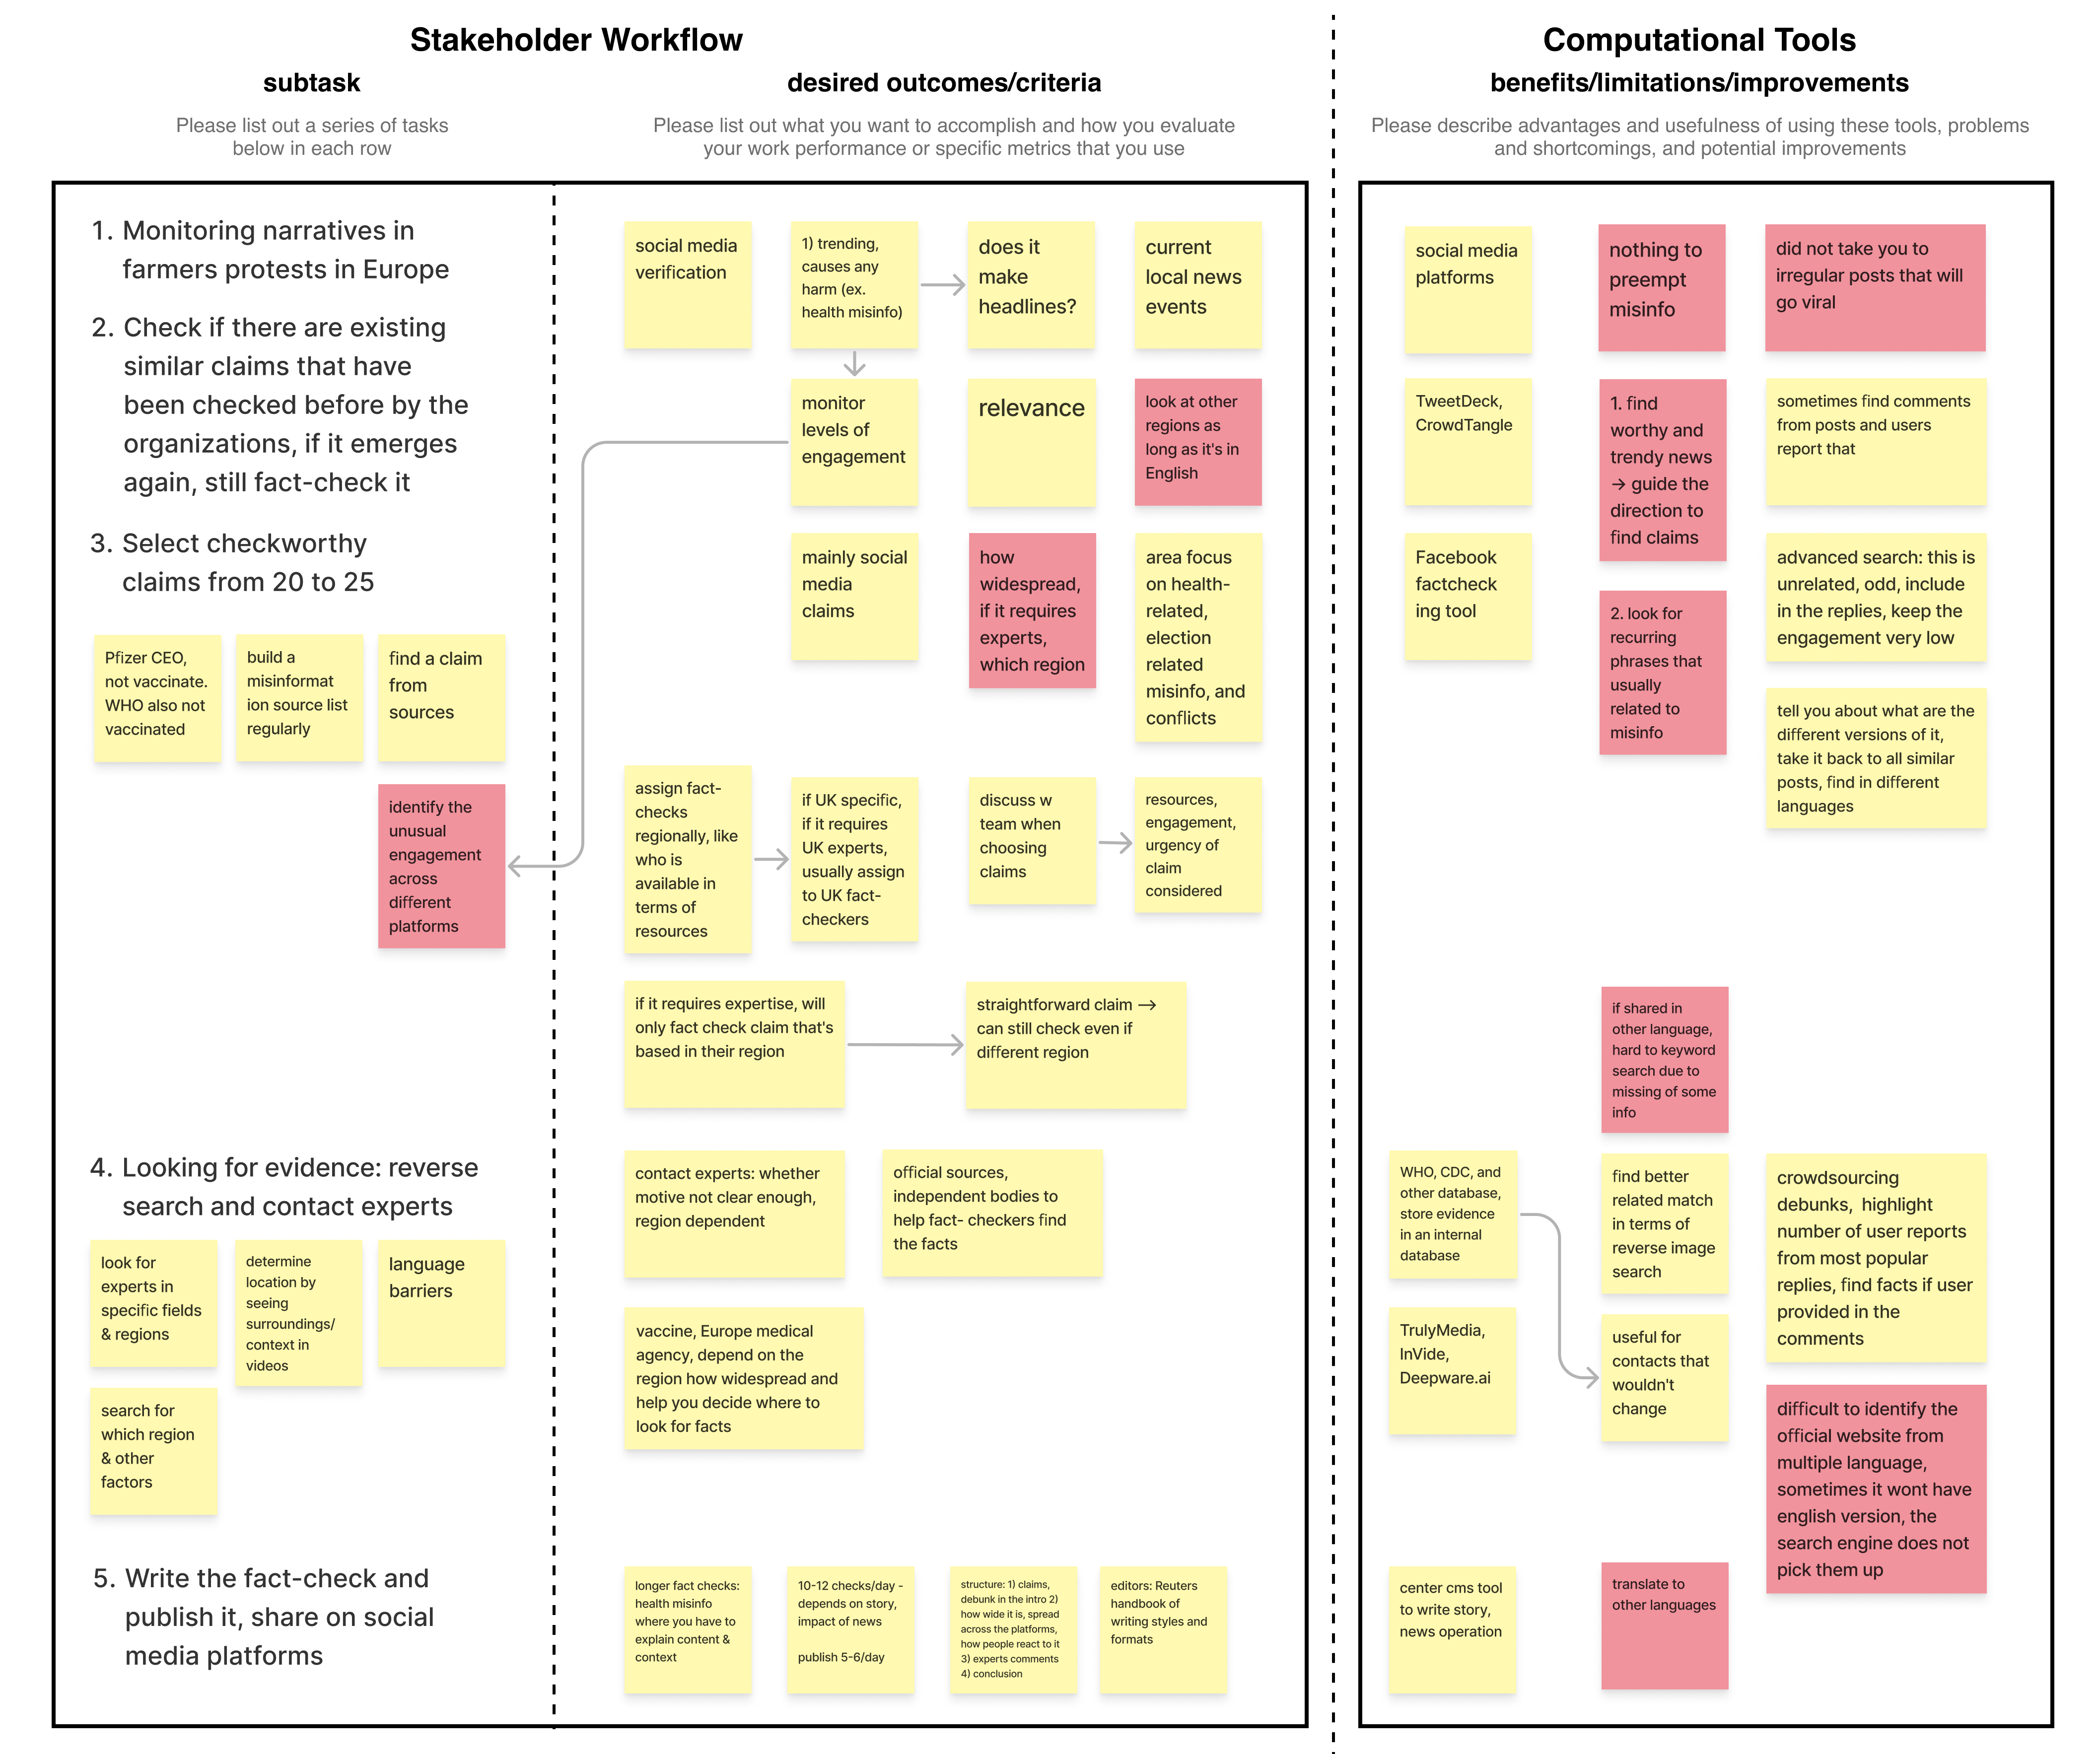 Stakeholder Workflow
Computational Tools
subtask
desired outcomes/criteria
benefits/limitations/improvements
Please list out a series of tasks
below in each row
Please list out what you want to accomplish and how you evaluate
your work performance or specific metrics that you use
Please describe advantages and usefulness of using these tools, problems
and shortcomings, and potential improvements
1. Monitoring narratives in
farmers protests in Europe
2. Check if there are existing
similar claims that have
been checked before by the
organizations, if it emerges
again, still fact-check it
3. Select checkworthy
claims from 20 to 25
Pfizer CEO,
not vaccinate.
WHO also not
vaccinated
build a
misinformat
ion source list
regularly
find a claim
from
sources
identify the
unusual
engagement
across
different
platforms
4. Looking for evidence: reverse
search and contact experts
look for
experts in
specific fields
& regions
determine
location by
seeing
surroundings/
context in
videos
language
barriers
search for
which region
& other
factors
5. Write the fact-check and
publish it, share on social
media platforms
social media
verification
1) trending,
causes any
harm (ex.
health misinfo)
does it
make
headlines?
current
local news
events
monitor
levels of
engagement
relevance
look at other
regions as
long as it's in
English
mainly social
media
claims
how
widespread,
if it requires
experts,
which region
area focus
on health-
related,
election
related
misinfo, and
conflicts
assign fact-
checks
regionally, like
who is
available in
terms of
resources
if UK specific,
if it requires
UK experts,
usually assign
to UK fact-
checkers
discuss w
team when
choosing
claims
resources,
engagement,
urgency of
claim
considered
if it requires expertise, will
only fact check claim that's
based in their region
straightforward claim →
can still check even if
different region
contact experts: whether
motive not clear enough,
region dependent
official sources,
independent bodies to
help fact- checkers find
the facts
vaccine, Europe medical
agency, depend on the
region how widespread and
help you decide where to
look for facts
longer fact checks:
health misinfo
where you have to
explain content &
context
10-12 checks/day -
depends on story,
impact of news
publish 5-6/day
structure: 1) claims,
debunk in the intro 2)
how wide it is, spread
across the platforms,
how people react to it
3) experts comments
4) conclusion
editors: Reuters
handbook of
writing styles and
formats
social media
platforms
nothing to
preempt
misinfo
did not take you to
irregular posts that will
go viral
TweetDeck,
CrowdTangle
1. find
worthy and
trendy news
→ guide the
direction to
find claims
sometimes find comments
from posts and users
report that
Facebook
factcheck
ing tool
2. look for
recurring
phrases that
usually
related to
misinfo
advanced search: this is
unrelated, odd, include
in the replies, keep the
engagement very low
tell you about what are the
different versions of it,
take it back to all similar
posts, find in different
languages
if shared in
other language,
hard to keyword
search due to
missing of some
info
WHO, CDC, and
other database,
store evidence
in an internal
database
find better
related match
in terms of
reverse image
search
crowdsourcing
debunks, highlight
number of user reports
from most popular
replies, find facts if user
provided in the
comments
TrulyMedia,
InVide,
Deepware.ai
useful for
contacts that
wouldn't
change
difficult to identify the
official website from
multiple language,
sometimes it wont have
english version, the
search engine does not
pick them up
center cms tool
to write story,
news operation
translate to
other languages